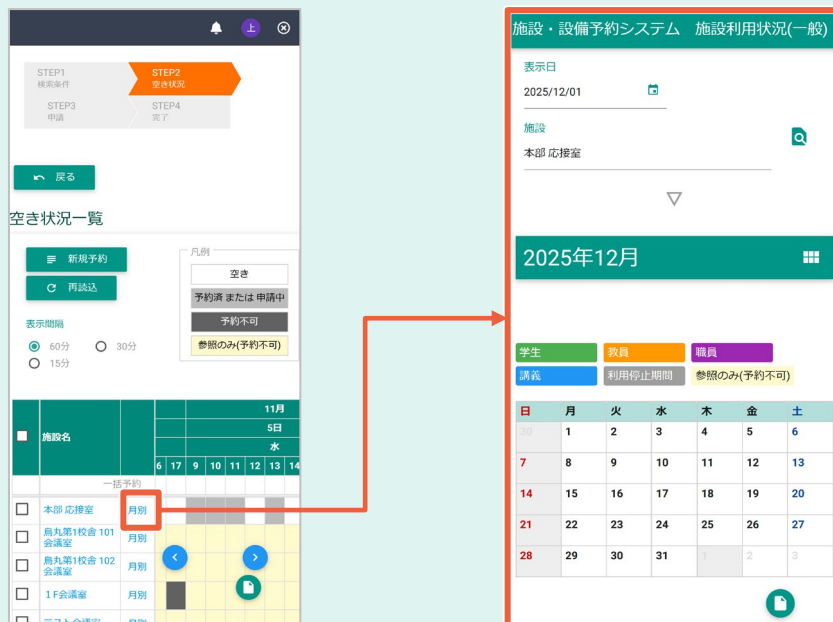 上
STEP1
検索条件
STEP2
空き状況
STEP3
申請
STEP4
完了
戻る
空き状況一覧
新規予約
再読込
表示間隔
60分 30分
15分
凡例
空き
予約済 または 申請中
予約不可
参照のみ(予約不可)
11月
5日
水
施設名
6 17 9 10 11 12 13 14
一括予約
本部 応接室 月別
烏丸第1校舎 101
会議室 月別
烏丸第1校舎 102
会議室 月別
1F会議室 月別
テスト会議室 月別
施設・設備予約システム 施設利用状況(一般)
表示日
2025/12/01
施設
本部 応接室
2025年12月
学生 教員 職員
講義 利用停止期間 参照のみ(予約不可)
日 月 火 水 木 金 土
30 1 2 3 4 5 6
7 8 9 10 11 12 13
14 15 16 17 18 19 20
21 22 23 24 25 26 27
28 29 30 31 1 2 3